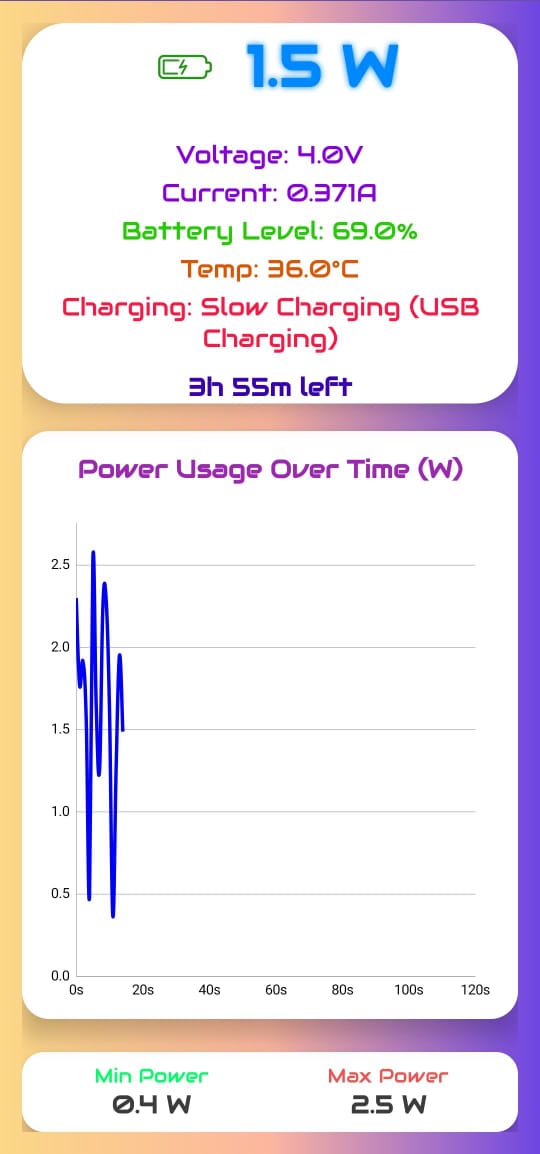 1.5 W
Voltage: 4.0V
Current: 0.371A
Battery Level: 69.0%
Temp: 36.0°C
Charging: Slow Charging (USB
Charging)
3h 55m left
Power Usage Over Time (W)
2.5
2.0
1.5
1.0
0.5
0.0
0s 20s 40s 60s 80s 100s 120s
Min Power Max Power
0.4 W 2.5 W